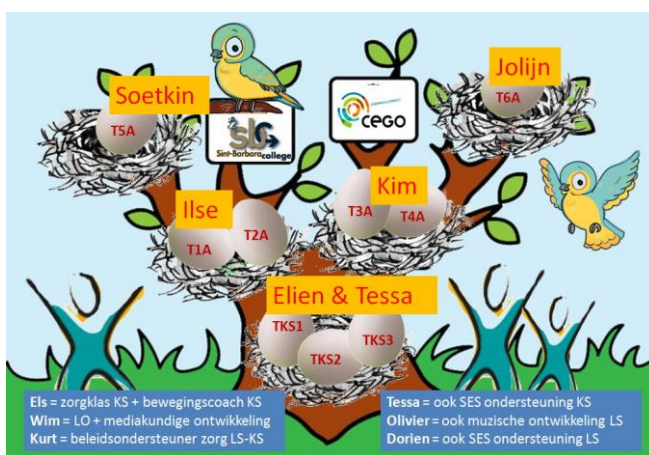 Jolijn
Soetkin
T6A
T5A
CEGO
sbc
Sint-Barbaracollege
Kim
Ilse
T3A
T4A
T2A
T1A
Elien & Tessa
TKS1
TKS3
TKS2
Els = zorgklas KS + bewegingscoach KS
Wim = LO + mediakundige ontwikkeling
Kurt = beleidsondersteuner zorg LS-KS
Tessa = ook SES ondersteuning KS
Olivier = ook muzische ontwikkeling LS
Dorien = ook SES ondersteuning LS